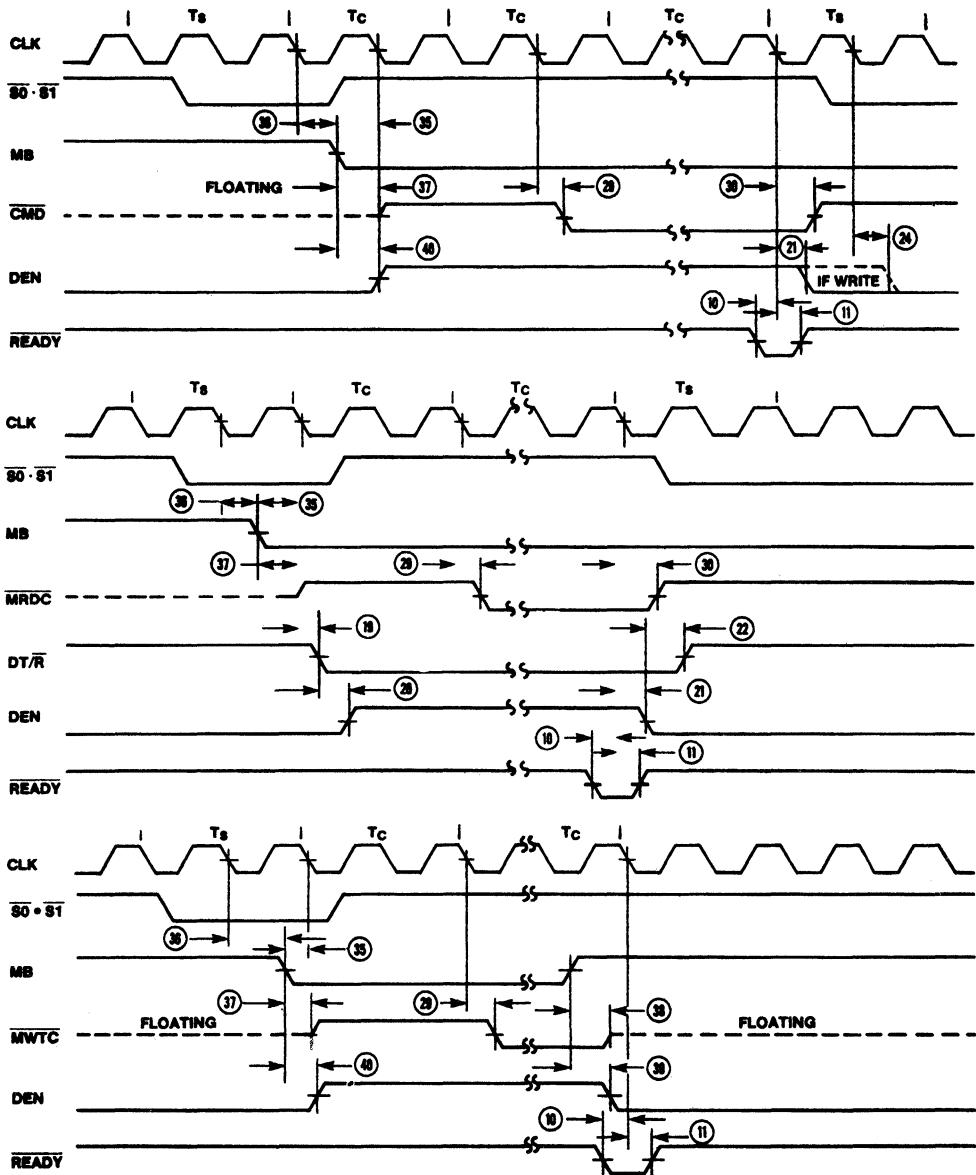 Ts Tc Tc Tc Ts
CLK
S0 · S1
36 35
MB
FLOATING 37 29 30
CMD
40 21 24
DEN
IF WRITE
10 11
READY
Ts Tc Tc Ts
CLK
S0 · S1
36 35
MB
37 29 30
MRDC
19 22
DT/R
20 21
DEN
10 11
READY
Ts Tc Tc
CLK
S0 • S1
36 35
MB
37 29 38
FLOATING FLOATING
MWTC
40 39
DEN
10 11
READY